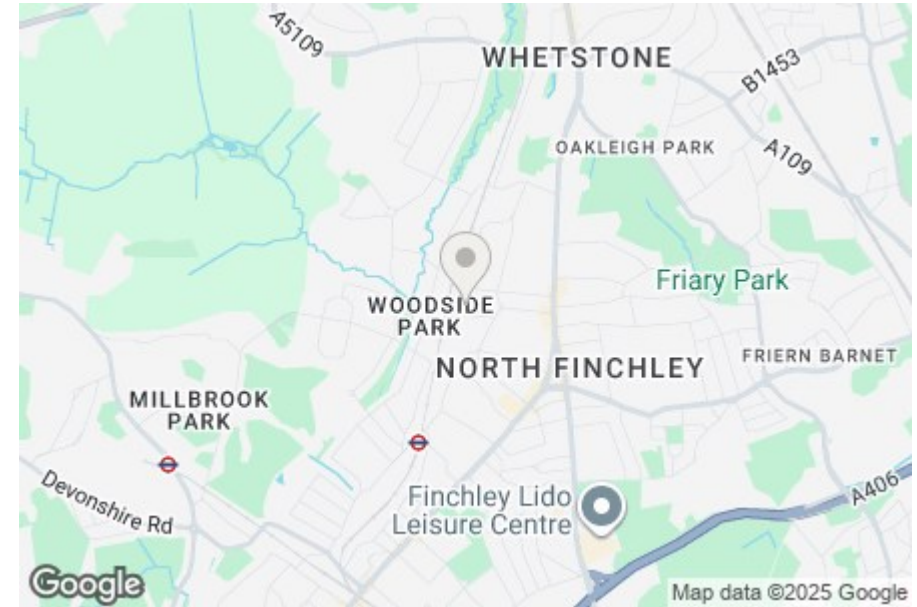 A5109
WHETSTONE
B1453
OAKLEIGH PARK
A109
Friary Park
WOODSIDE
PARK
NORTH FINCHLEY
FRIERN BARNET
MILLBROOK
PARK
Devonshire Rd
Finchley Lido
Leisure Centre
A406
Google
Map data ©2025 Google